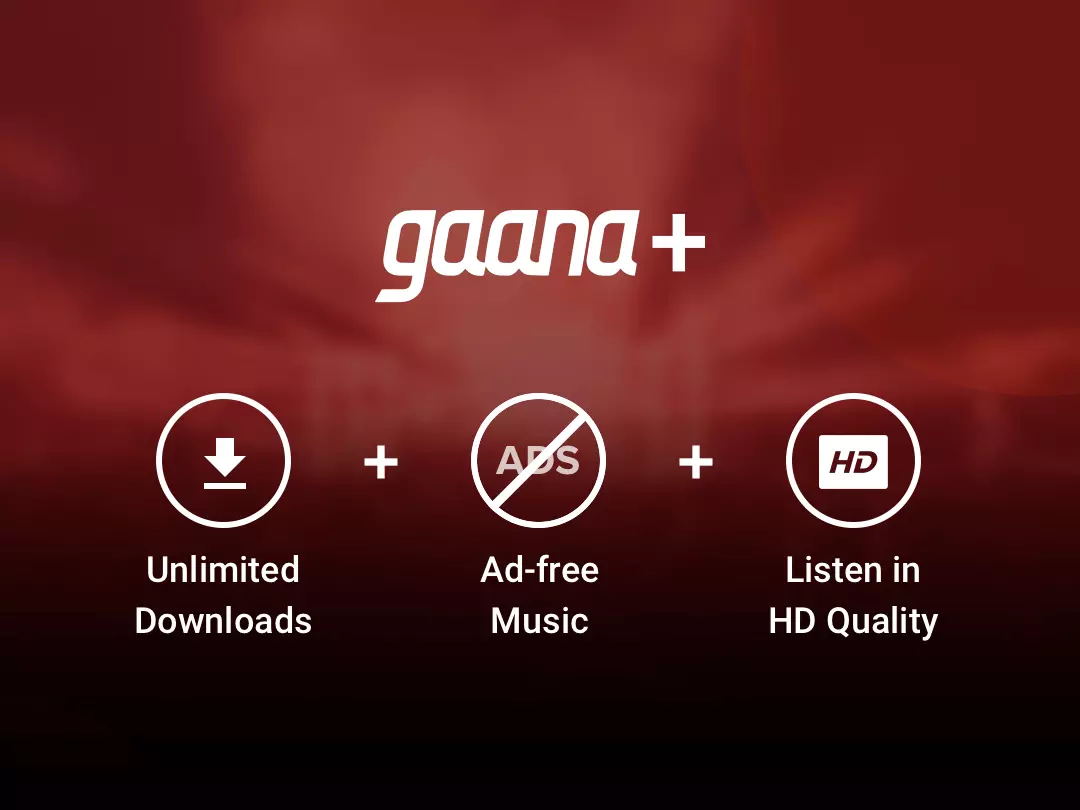 gaana+
ADS
HD
+
+
Unlimited
Downloads
Ad-free
Music
Listen in
HD Quality